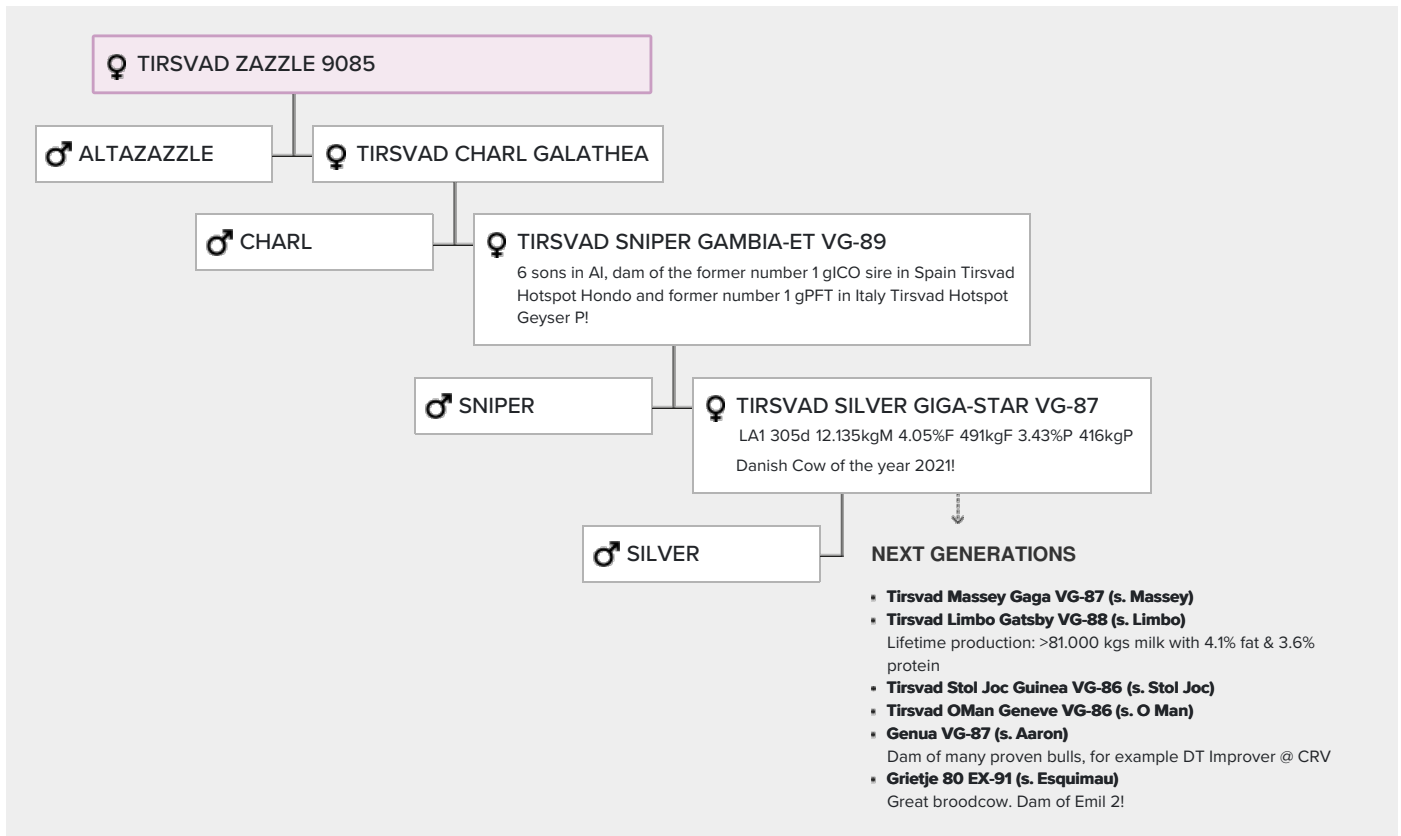 TIRSVAD ZAZZLE 9085
ALTAZAZZLE
TIRSVAD CHARL GALATHEA
CHARL
TIRSVAD SNIPER GAMBIA-ET VG-89
6 sons in AI, dam of the former number 1 gICO sire in Spain Tirsvad
Hotspot Hondo and former number 1 gPFT in Italy Tirsvad Hotspot
Geyser P!
SNIPER
TIRSVAD SILVER GIGA-STAR VG-87
LA1 305d 12.135kgM 4.05%F 491kgF 3.43%P 416kgP
Danish Cow of the year 2021!
SILVER
NEXT GENERATIONS
Tirsvad Massey Gaga VG-87 (s. Massey)
Tirsvad Limbo Gatsby VG-88 (s. Limbo)
Lifetime production: >81.000 kgs milk with 4.1% fat & 3.6%
protein
Tirsvad Stol Joc Guinea VG-86 (s. Stol Joc)
Tirsvad OMan Geneve VG-86 (s. O Man)
Genua VG-87 (s. Aaron)
Dam of many proven bulls, for example DT Improver @ CRV
Grietje 80 EX-91 (s. Esquimau)
Great broodcow. Dam of Emil 2!